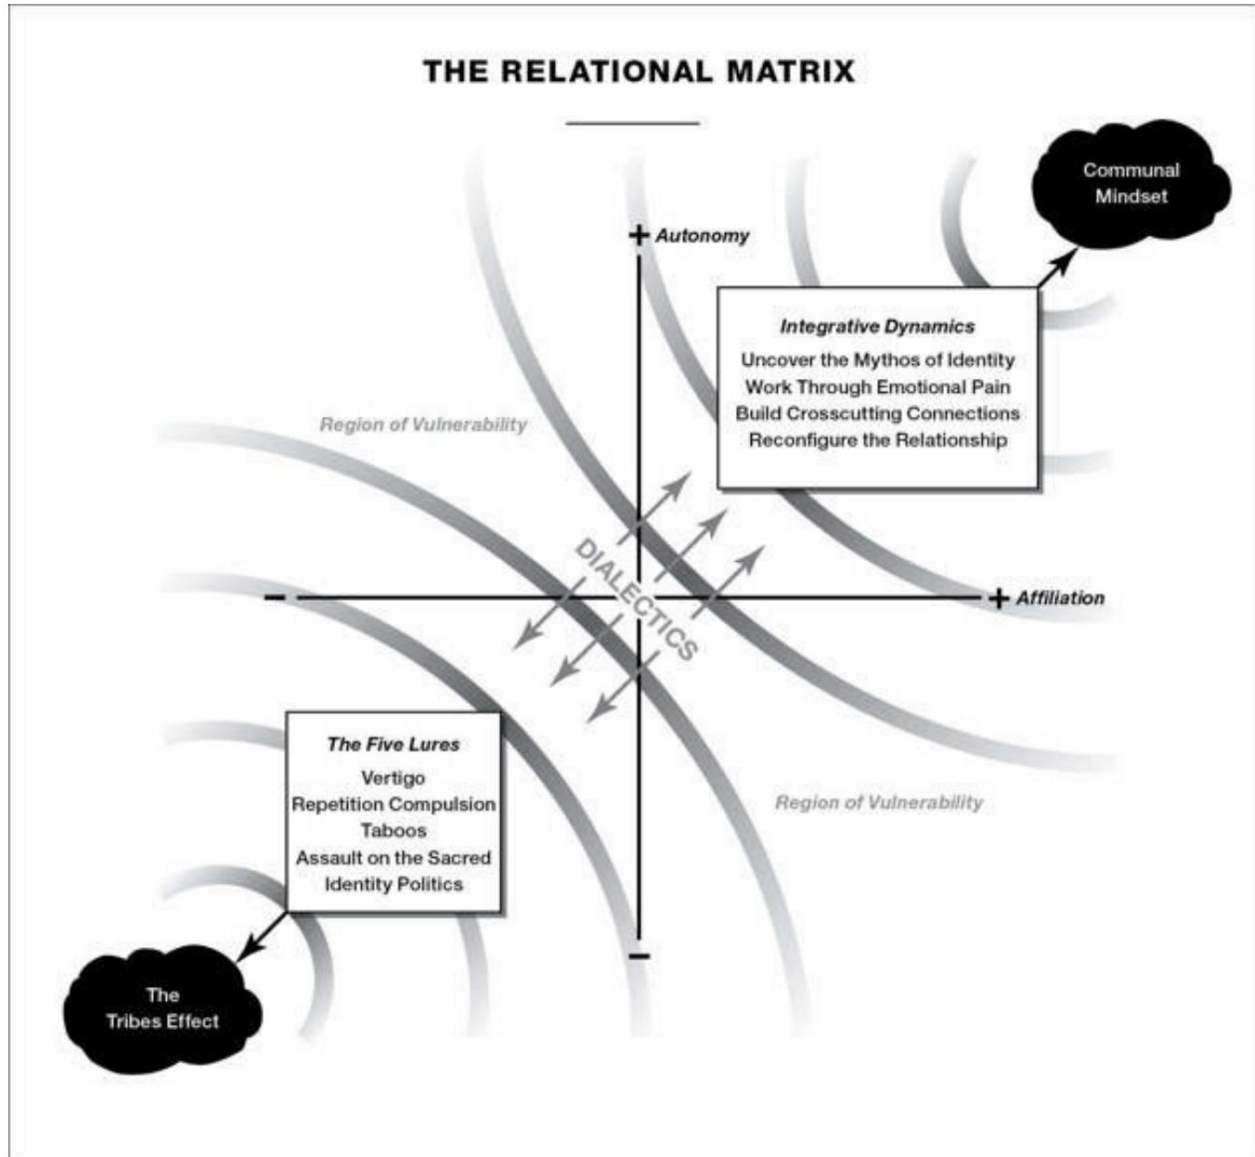 THE RELATIONAL MATRIX
Communal
Mindset
+ Autonomy
Integrative Dynamics
Uncover the Mythos of Identity
Work Through Emotional Pain
Build Crosscutting Connections
Reconfigure the Relationship
Region of Vulnerability
DIALECTICS
-
+ Affiliation
The Five Lures
Vertigo
Repetition Compulsion
Taboos
Assault on the Sacred
Identity Politics
Region of Vulnerability
-
The
Tribes Effect